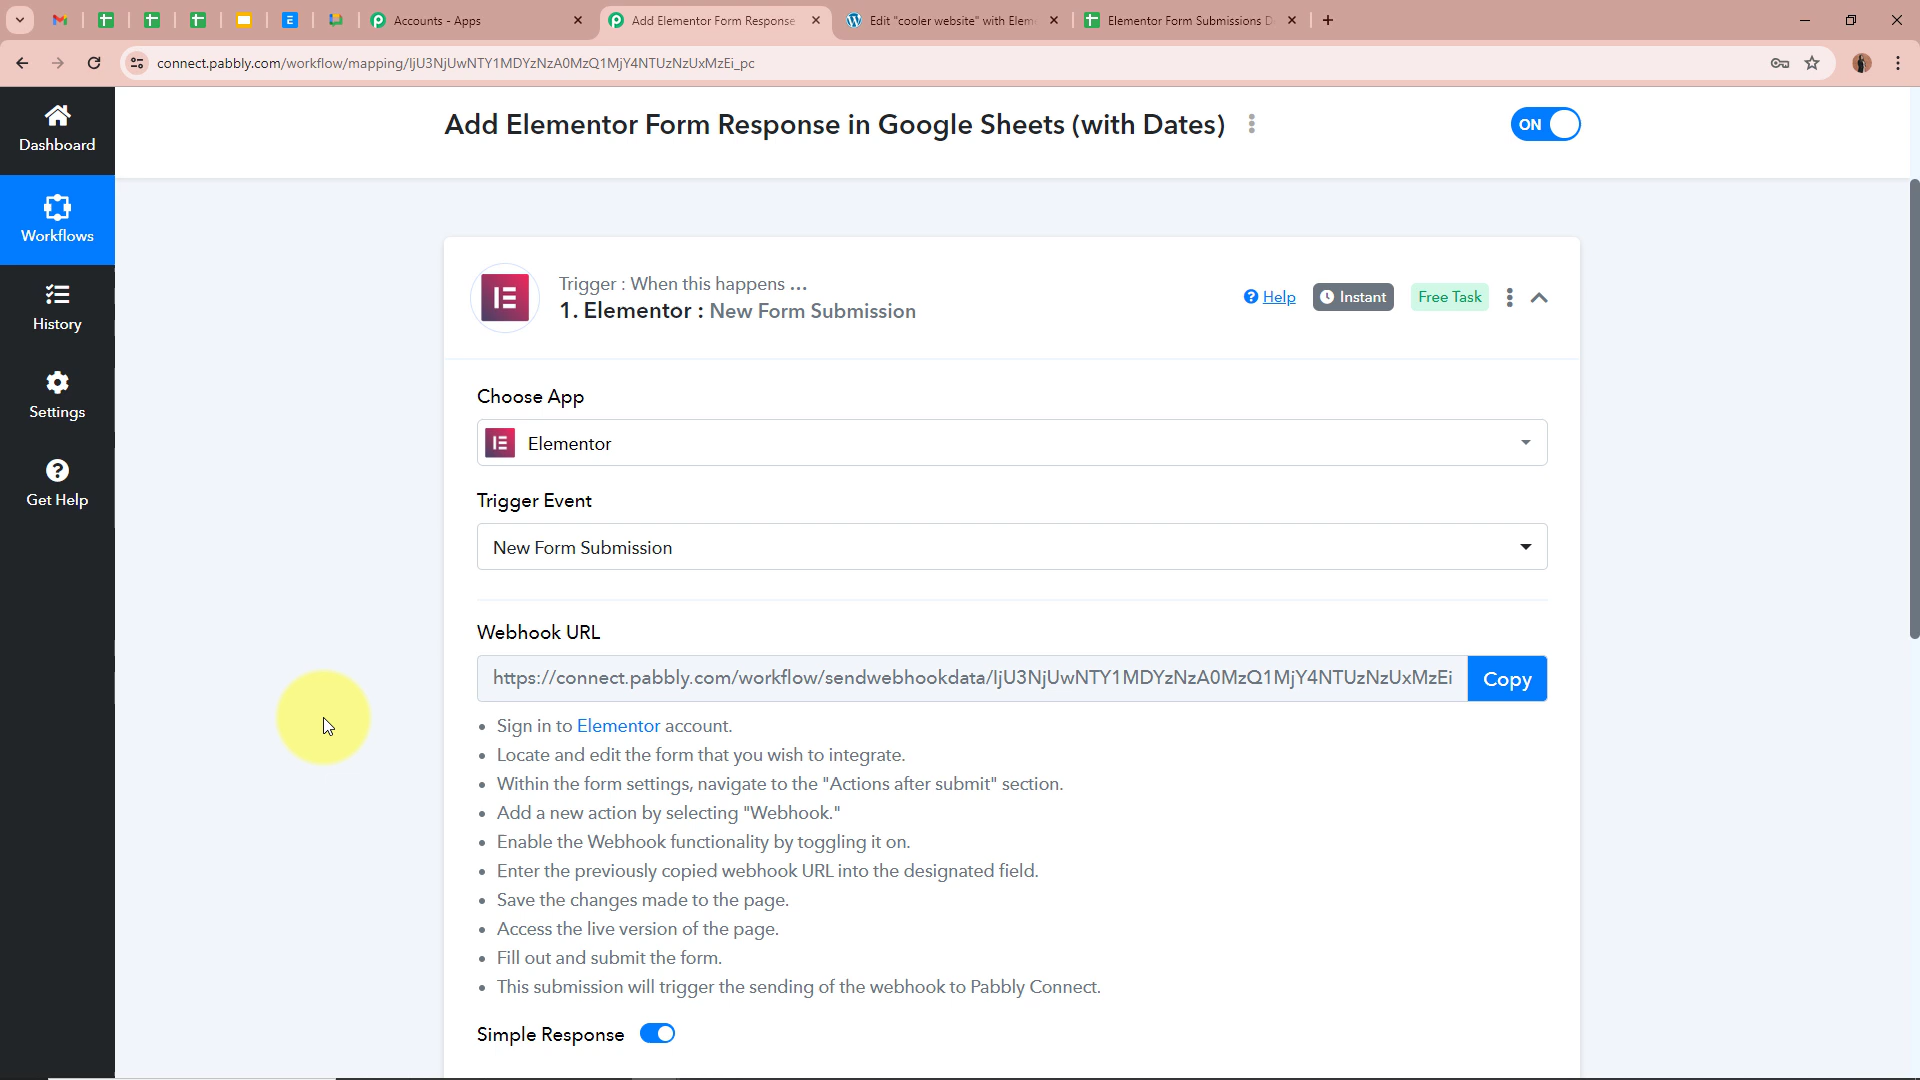 Accounts - Apps
Add Elementor Form Response
Edit "cooler website" with Elem
Elementor Form Submissions D
connect.pabbly.com/workflow/mapping/IjU3NjUwNTY1MDYzNzA0MzQ1MjY4NTUzNzUxMzEi_pc
Dashboard
Workflows
History
Settings
Get Help
Add Elementor Form Response in Google Sheets (with Dates)
ON
Trigger : When this happens ...
1. Elementor : New Form Submission
Help
Instant
Free Task
Choose App
Elementor
Trigger Event
New Form Submission
Webhook URL
https://connect.pabbly.com/workflow/sendwebhookdata/IjU3NjUwNTY1MDYzNzA0MzQ1MjY4NTUzNzUxMzEi
Copy
• Sign in to Elementor account.
• Locate and edit the form that you wish to integrate.
• Within the form settings, navigate to the "Actions after submit" section.
• Add a new action by selecting "Webhook."
• Enable the Webhook functionality by toggling it on.
• Enter the previously copied webhook URL into the designated field.
• Save the changes made to the page.
• Access the live version of the page.
• Fill out and submit the form.
• This submission will trigger the sending of the webhook to Pabbly Connect.
Simple Response